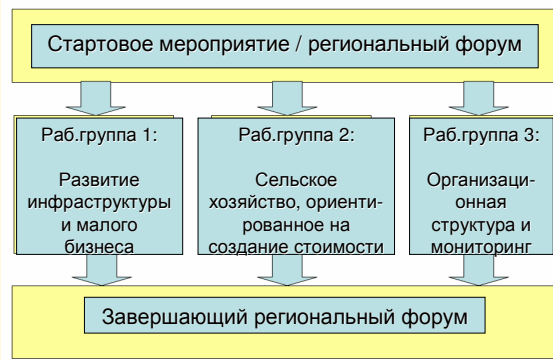 Стартовое мероприятие / региональный форум
Раб.группа 1:
Развитие
инфраструктуры
и малого
бизнеса
Раб.группа 2:
Сельское
хозяйство, ориенти-
рованное на
создание стоимости
Раб.группа 3:
Организаци-
онная
структура и
мониторинг
Завершающий региональный форум